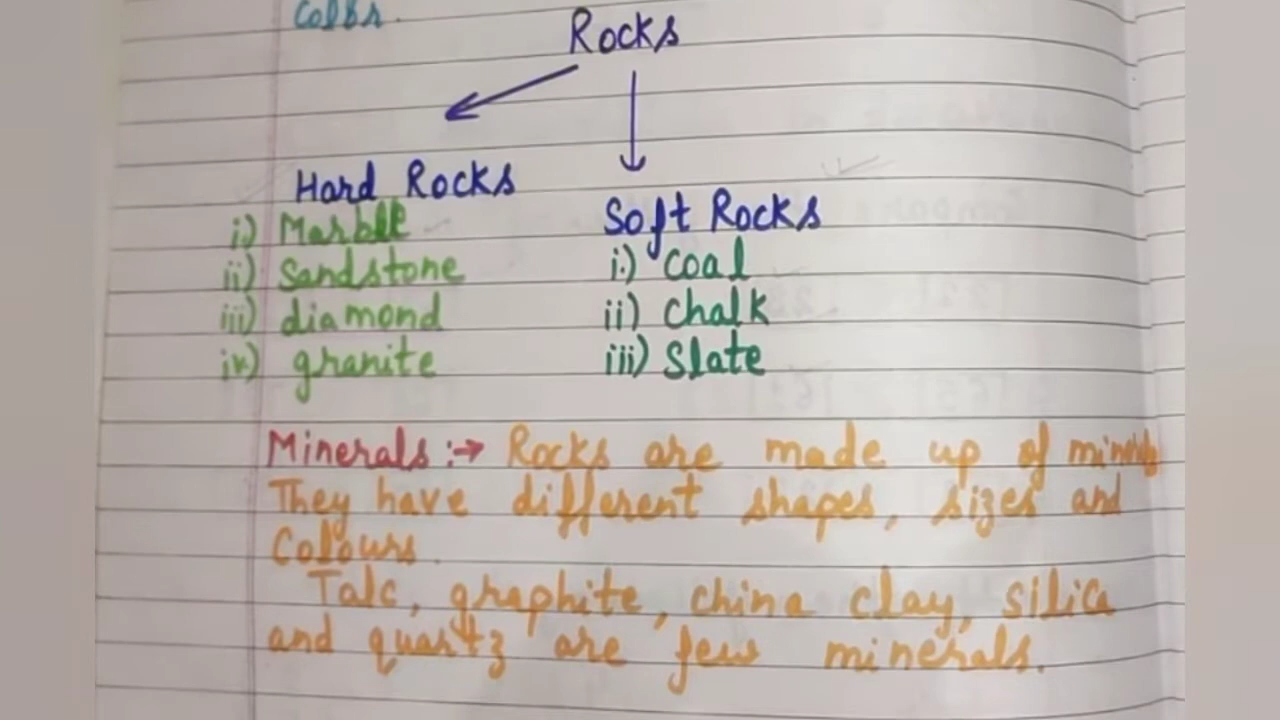 Rocks
Hard Rocks
Soft Rocks
i) Marble
ii) Sandstone
iii) diamond
iv) granite
i) Coal
ii) Chalk
iii) Slate
Minerals :→ Rocks are made up of
They have different shapes, sizes and
Colours.
Talc, graphite, china clay, silica
and quartz are few minerals.